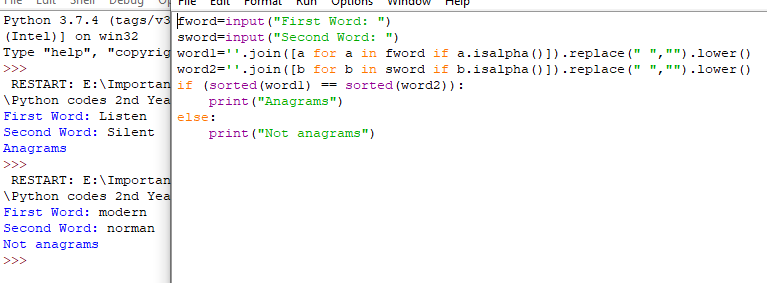 File Edit Shell Debug
Python 3.7.4 (tags/v3
(Intel)] on win32
Type "help", "copyrig
>>>
RESTART: E:\Importan
\Python codes 2nd Yea
First Word: Listen
Second Word: Silent
Anagrams
>>>
RESTART: E:\Importan
\Python codes 2nd Yea
First Word: modern
Second Word: norman
Not anagrams
>>>
File Edit Format Run Options Window Help
fword=input("First Word: ")
sword=input("Second Word: ")
word1=''.join([a for a in fword if a.isalpha()]).replace(" ","").lower()
word2=''.join([b for b in sword if b.isalpha()]).replace(" ","").lower()
if (sorted(word1) == sorted(word2)):
    print("Anagrams")
else:
    print("Not anagrams")